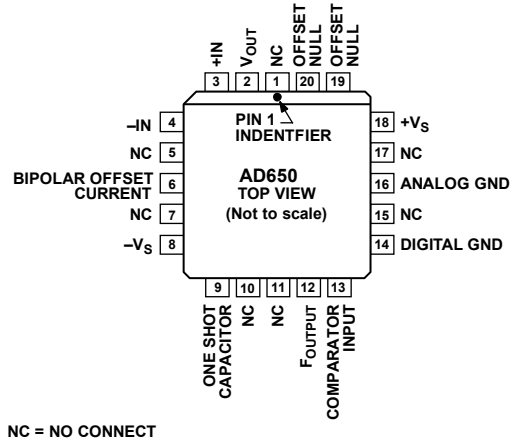 +IN
VOUT
NC
OFFSET
NULL
OFFSET
NULL
3
2
1
20
19
–IN 4
NC 5
BIPOLAR OFFSET
CURRENT
6
NC 7
–VS 8
PIN 1
INDENTFIER
AD650
TOP VIEW
(Not to scale)
18 +VS
17 NC
16 ANALOG GND
15 NC
14 DIGITAL GND
9
10
11
12
13
ONE SHOT
CAPACITOR
NC
NC
FOUTPUT
COMPARATOR
INPUT
NC = NO CONNECT